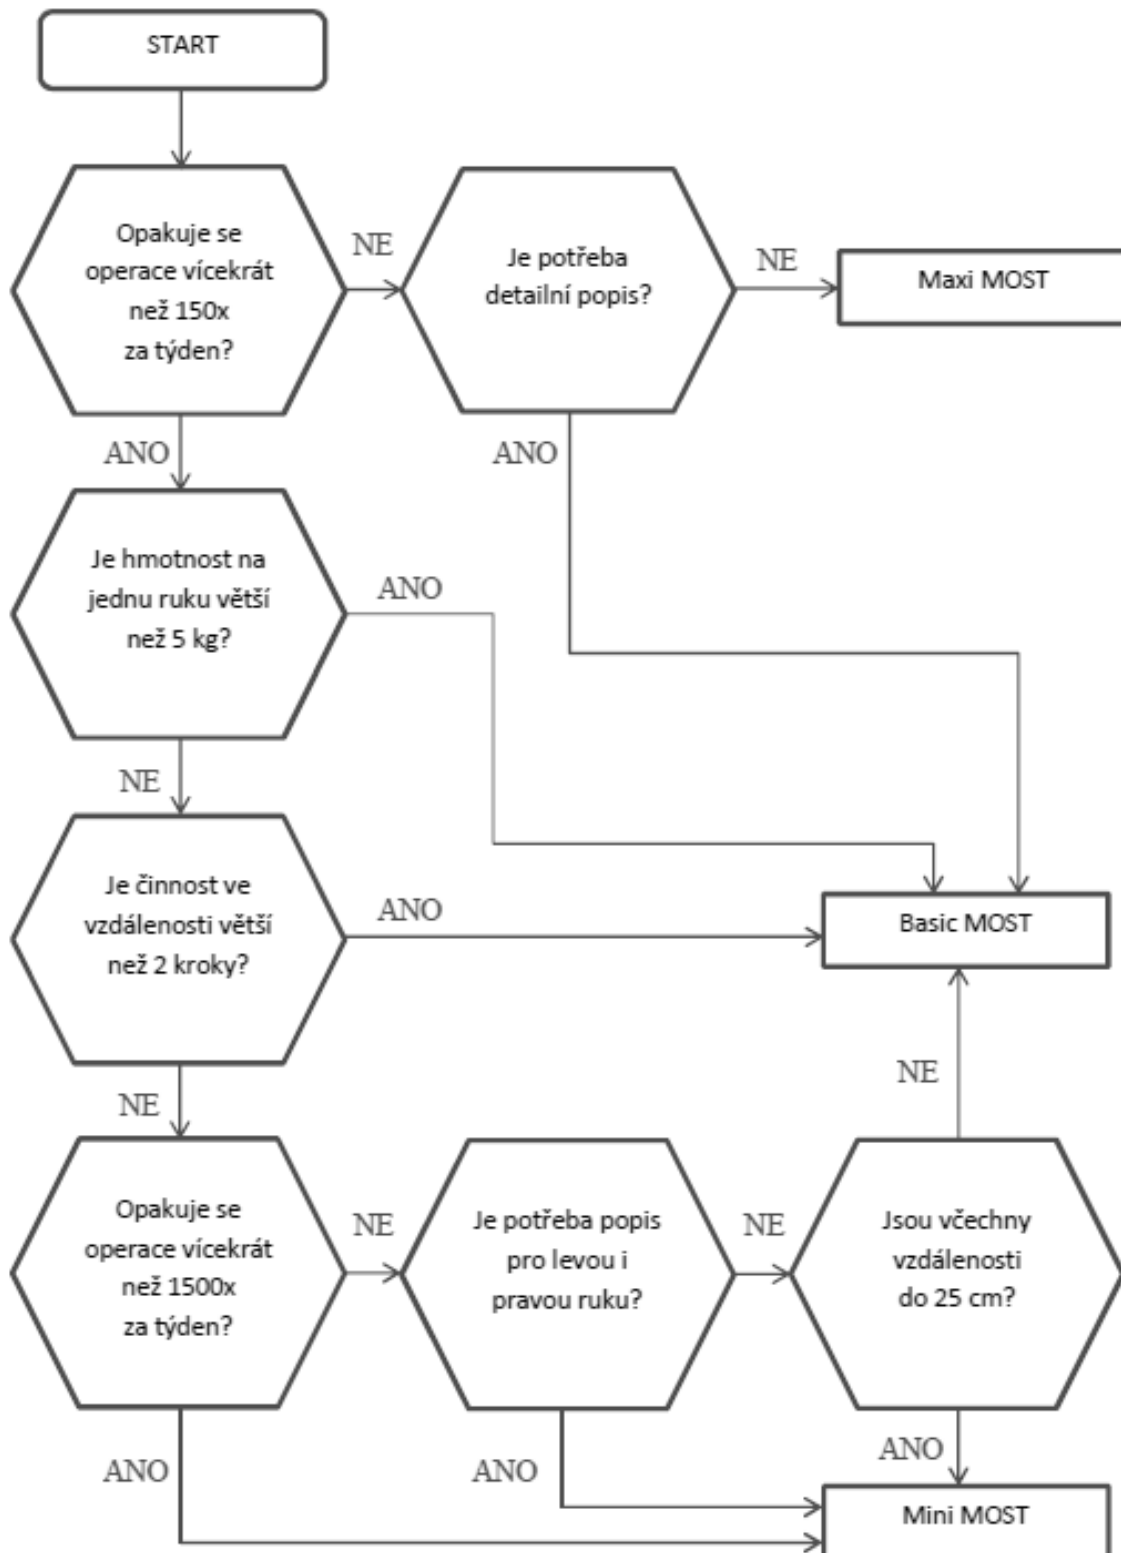 START
Opakuje se
operace vícekrát
než 150x
za týden?
NE
Je potřeba
detailní popis?
NE
Maxi MOST
ANO
ANO
Je hmotnost na
jednu ruku větší
než 5 kg?
ANO
NE
Je činnost ve
vzdálenosti větší
než 2 kroky?
ANO
Basic MOST
NE
NE
Opakuje se
operace vícekrát
než 1500x
za týden?
NE
Je potřeba popis
pro levou i
pravou ruku?
NE
Jsou včechny
vzdálenosti
do 25 cm?
ANO
ANO
ANO
Mini MOST